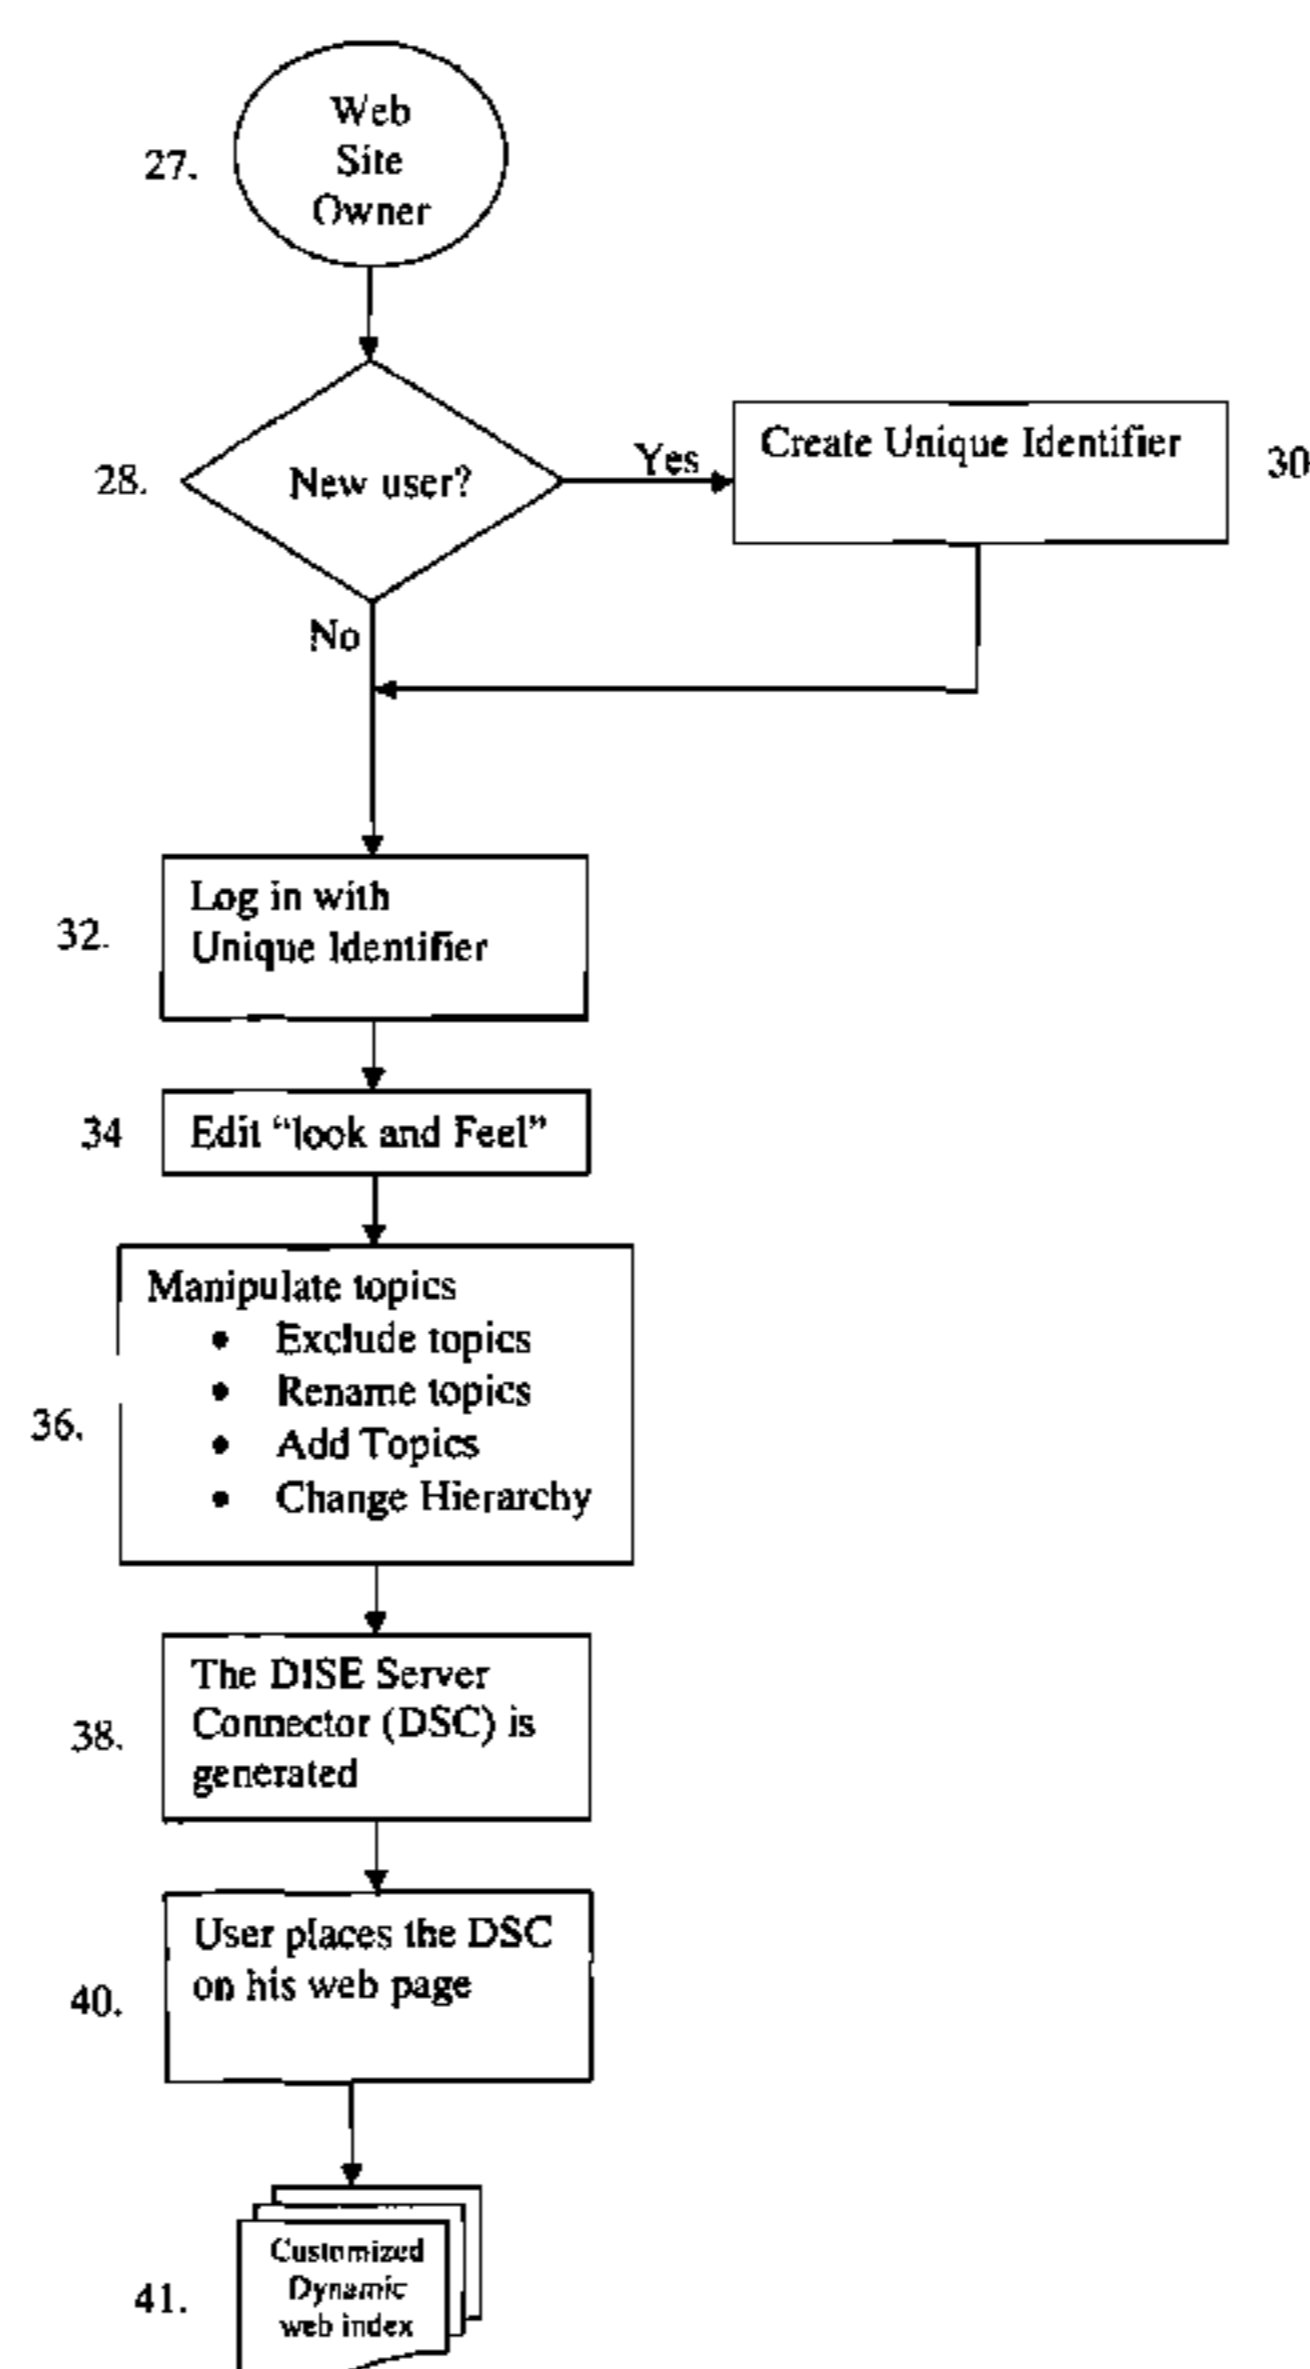 27.
Web
Site
Owner
28.
New user?
Yes
Create Unique Identifier
30
No
32.
Log in with
Unique Identifier
34
Edit “look and Feel”
36.
Manipulate topics
• Exclude topics
• Rename topics
• Add Topics
• Change Hierarchy
38.
The DISE Server
Connector (DSC) is
generated
40.
User places the DSC
on his web page
41.
Customized
Dynamic
web index